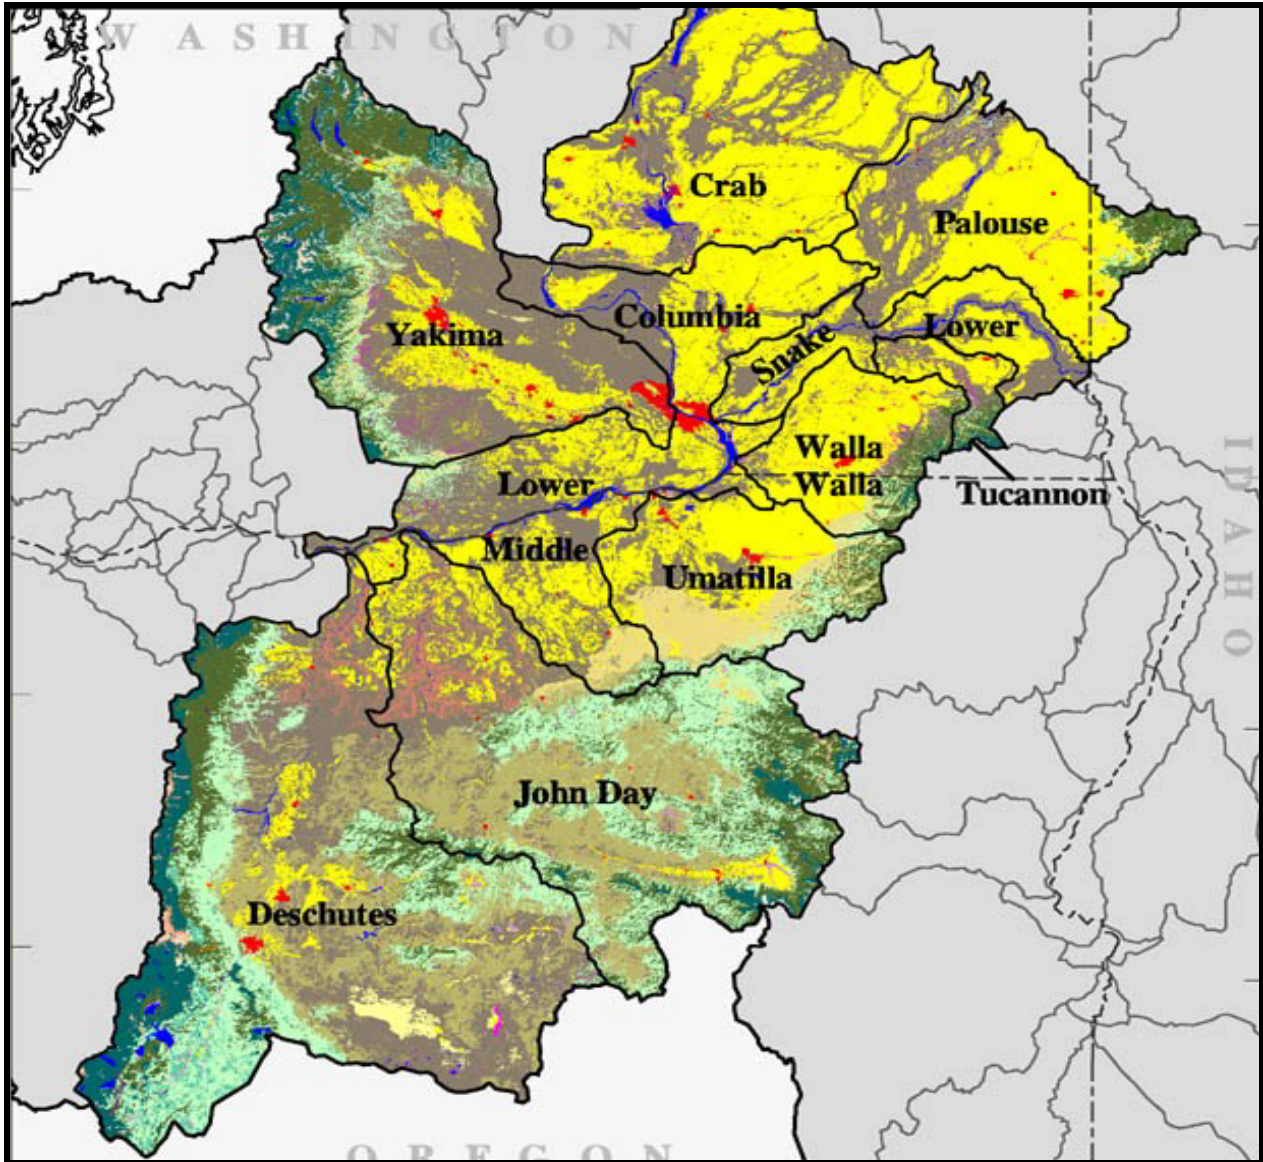 WASHINGTON
Crab
Palouse
Columbia
Lower
Yakima
Snake
Walla
Walla
Lower
Tucannon
IDAHO
Middle
Umatilla
John Day
Deschutes
OREGON